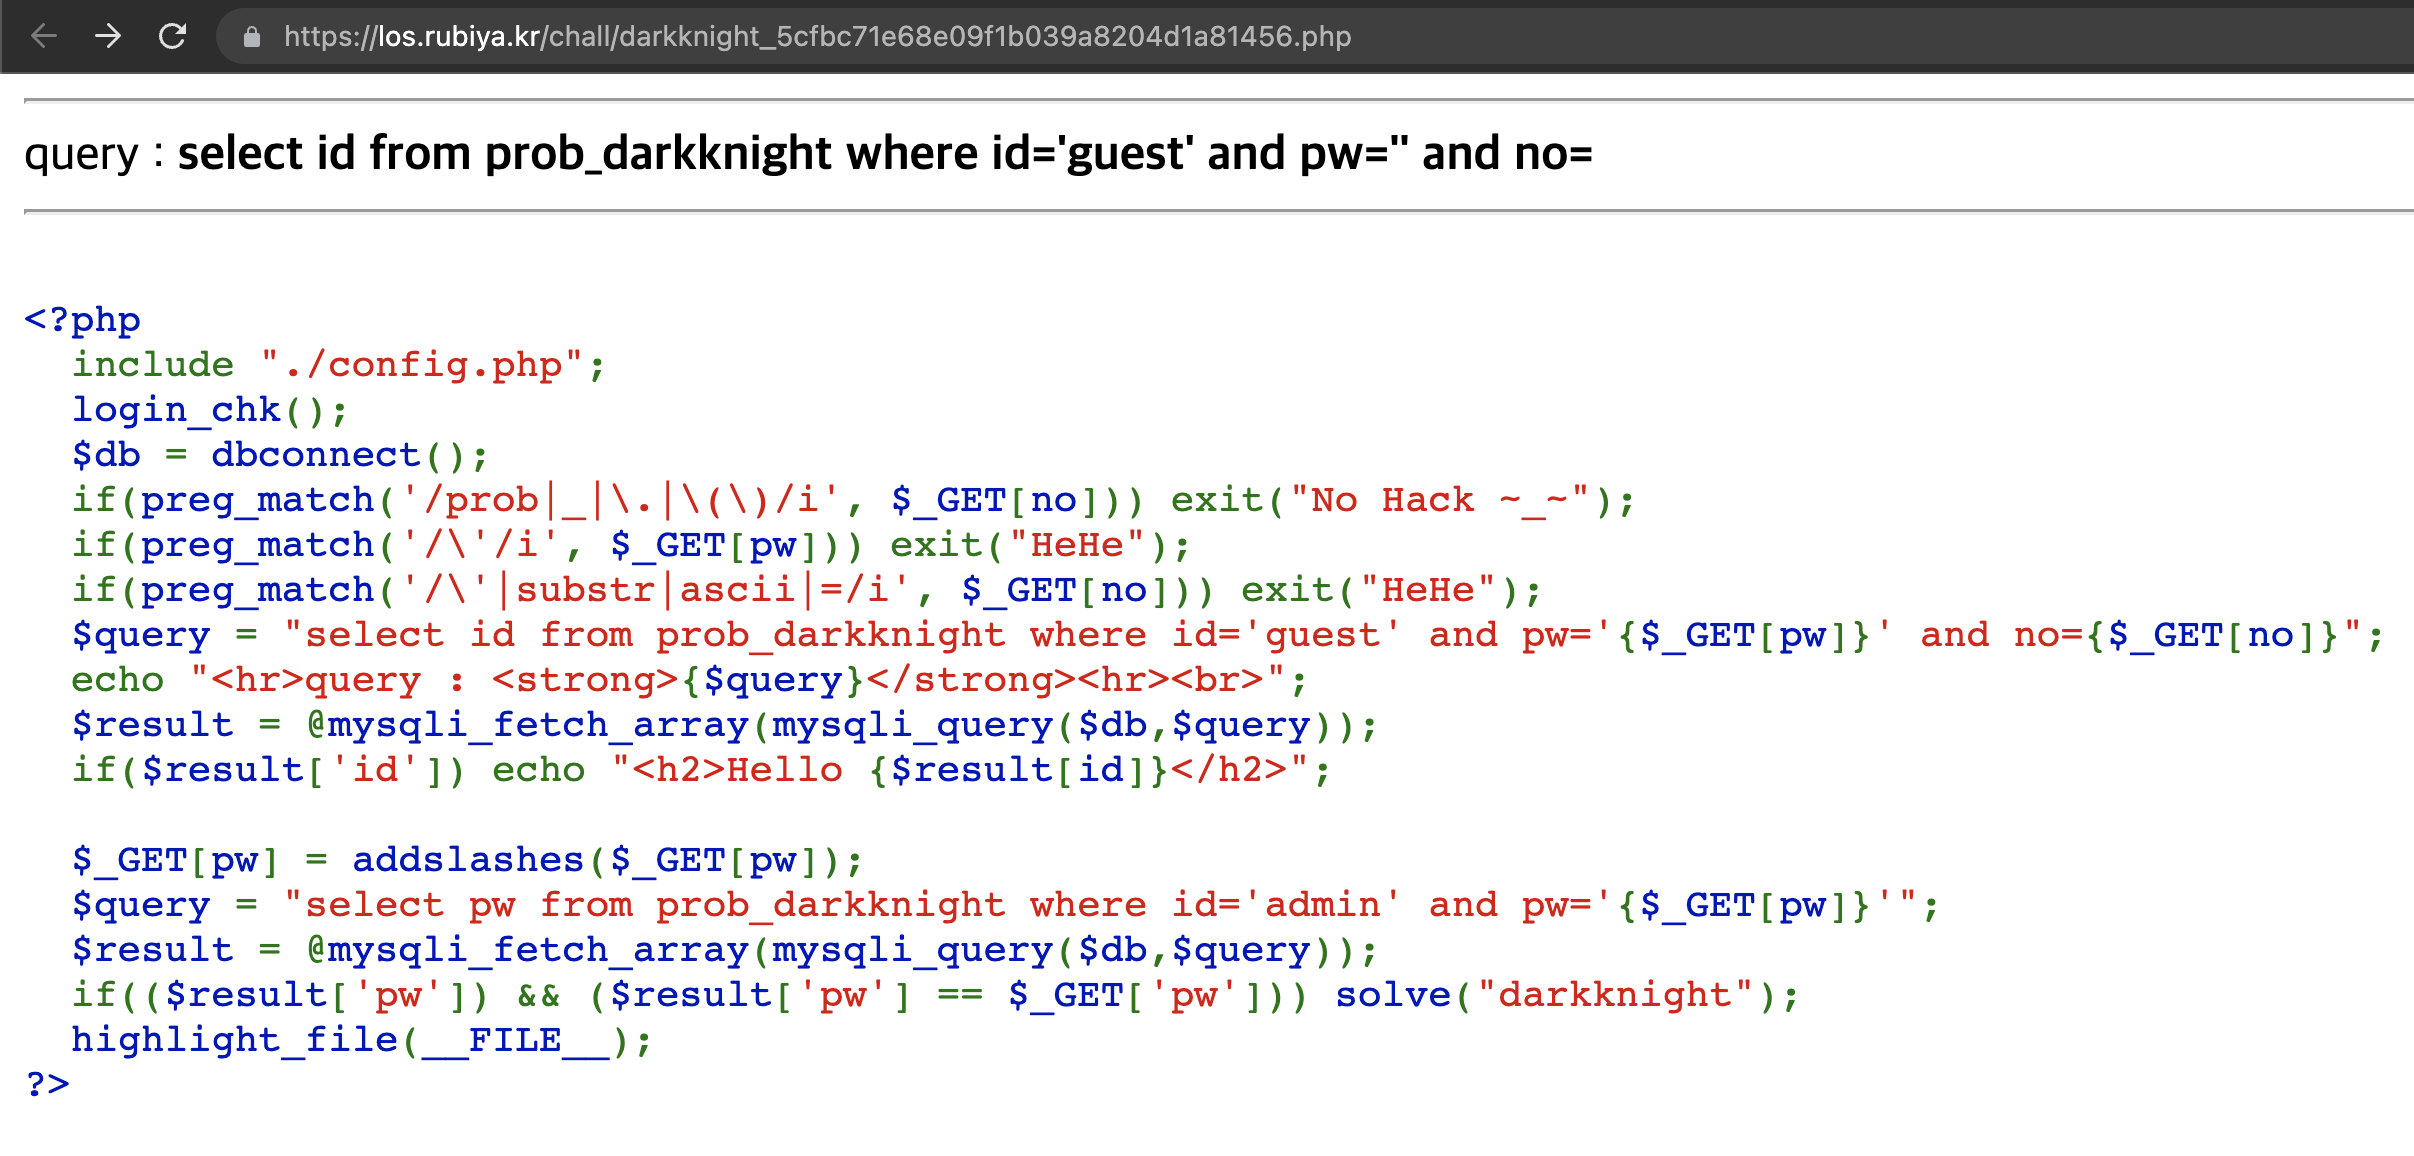 https://los.rubiya.kr/chall/darkknight_5cfbc71e68e09f1b039a8204d1a81456.php
query : select id from prob_darkknight where id='guest' and pw='' and no=
<?php
  include "./config.php";
  login_chk();
  $db = dbconnect();
  if(preg_match('/prob|_|\.|\(\)/i', $_GET[no])) exit("No Hack ~_~");
  if(preg_match('/\'/i', $_GET[pw])) exit("HeHe");
  if(preg_match('/\'|substr|ascii|=/i', $_GET[no])) exit("HeHe");
  $query = "select id from prob_darkknight where id='guest' and pw='{$_GET[pw]}' and no={$_GET[no]}";
  echo "<hr>query : <strong>{$query}</strong><hr><br>";
  $result = @mysqli_fetch_array(mysqli_query($db,$query));
  if($result['id']) echo "<h2>Hello {$result[id]}</h2>";
  $_GET[pw] = addslashes($_GET[pw]);
  $query = "select pw from prob_darkknight where id='admin' and pw='{$_GET[pw]}'";
  $result = @mysqli_fetch_array(mysqli_query($db,$query));
  if(($result['pw']) && ($result['pw'] == $_GET['pw'])) solve("darkknight");
  highlight_file(__FILE__);
?>